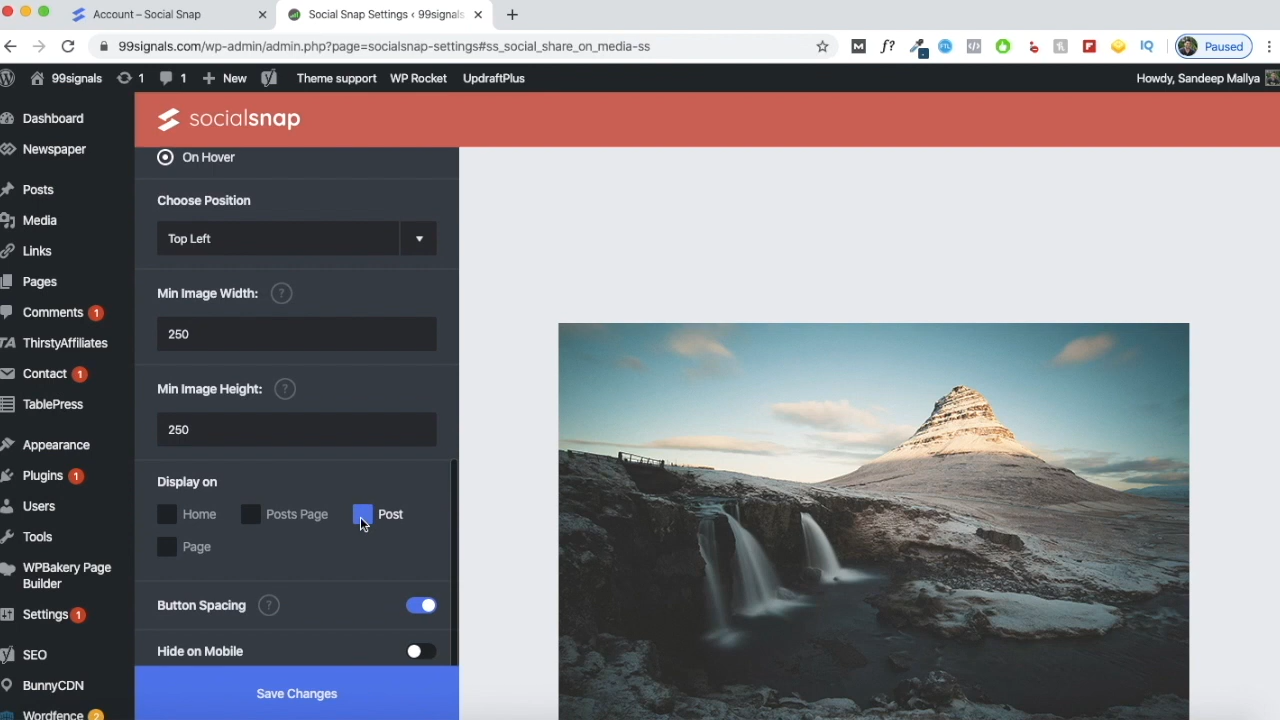 Account – Social Snap
Social Snap Settings ‹ 99signals
99signals.com/wp-admin/admin.php?page=socialsnap-settings#ss_social_share_on_media-ss
M
f?
IQ
Paused
99signals
1
1
New
Theme support
WP Rocket
UpdraftPlus
Howdy, Sandeep Mallya
Dashboard
Newspaper
Posts
Media
Links
Pages
Comments 1
TA ThirstyAffiliates
Contact 1
TablePress
Appearance
Plugins 1
Users
Tools
WPBakery Page
Builder
Settings 1
SEO
BunnyCDN
Wordfence 2
socialsnap
On Hover
Choose Position
Top Left
Min Image Width: ?
250
Min Image Height: ?
250
Display on
Home
Posts Page
Post
Page
Button Spacing ?
Hide on Mobile
Save Changes